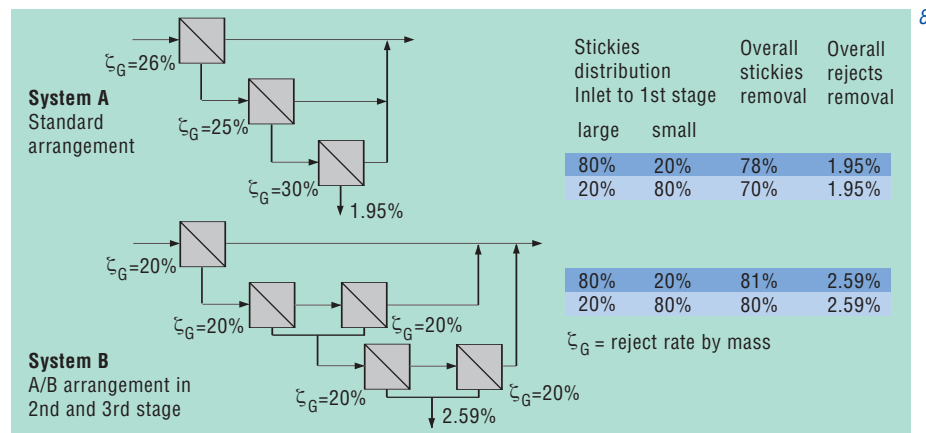 8
ζG=26%
System A
Standard
arrangement
ζG=25%
ζG=30%
1.95%
Stickies
distribution
Inlet to 1st stage
Overall
stickies
removal
Overall
rejects
removal
large small
80% 20% 78% 1.95%
20% 80% 70% 1.95%
ζG=20%
ζG=20%
ζG=20%
System B
A/B arrangement in
2nd and 3rd stage
ζG=20%
ζG=20%
2.59%
80% 20% 81% 2.59%
20% 80% 80% 2.59%
ζG = reject rate by mass